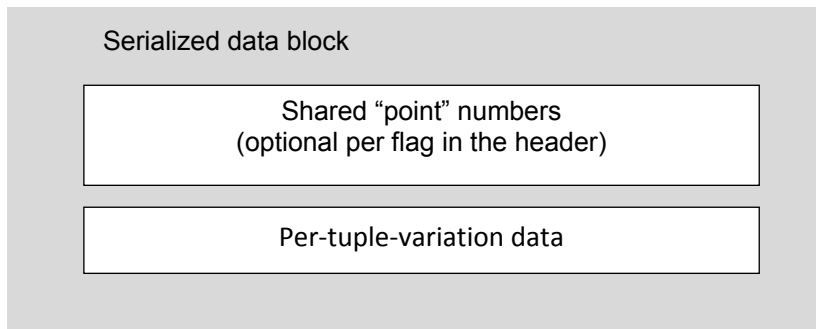 Serialized data block
Shared “point” numbers
(optional per flag in the header)
Per-tuple-variation data